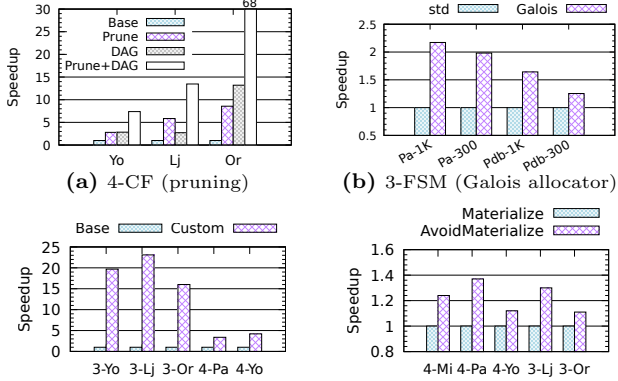 68
30
25
20
15
10
5
0
Speedup
Base
Prune
DAG
Prune+DAG
Yo Lj Or
(a) 4-CF (pruning)
std Galois
2.5
2
1.5
1
0.5
Speedup
Pa-1K Pa-300 Pdb-1K Pdb-300
(b) 3-FSM (Galois allocator)
Base Custom
25
20
15
10
5
0
Speedup
3-Yo 3-Lj 3-Or 4-Pa 4-Yo
Materialize
AvoidMaterialize
1.6
1.4
1.2
1
0.8
Speedup
4-Mi 4-Pa 4-Yo 3-Lj 3-Or